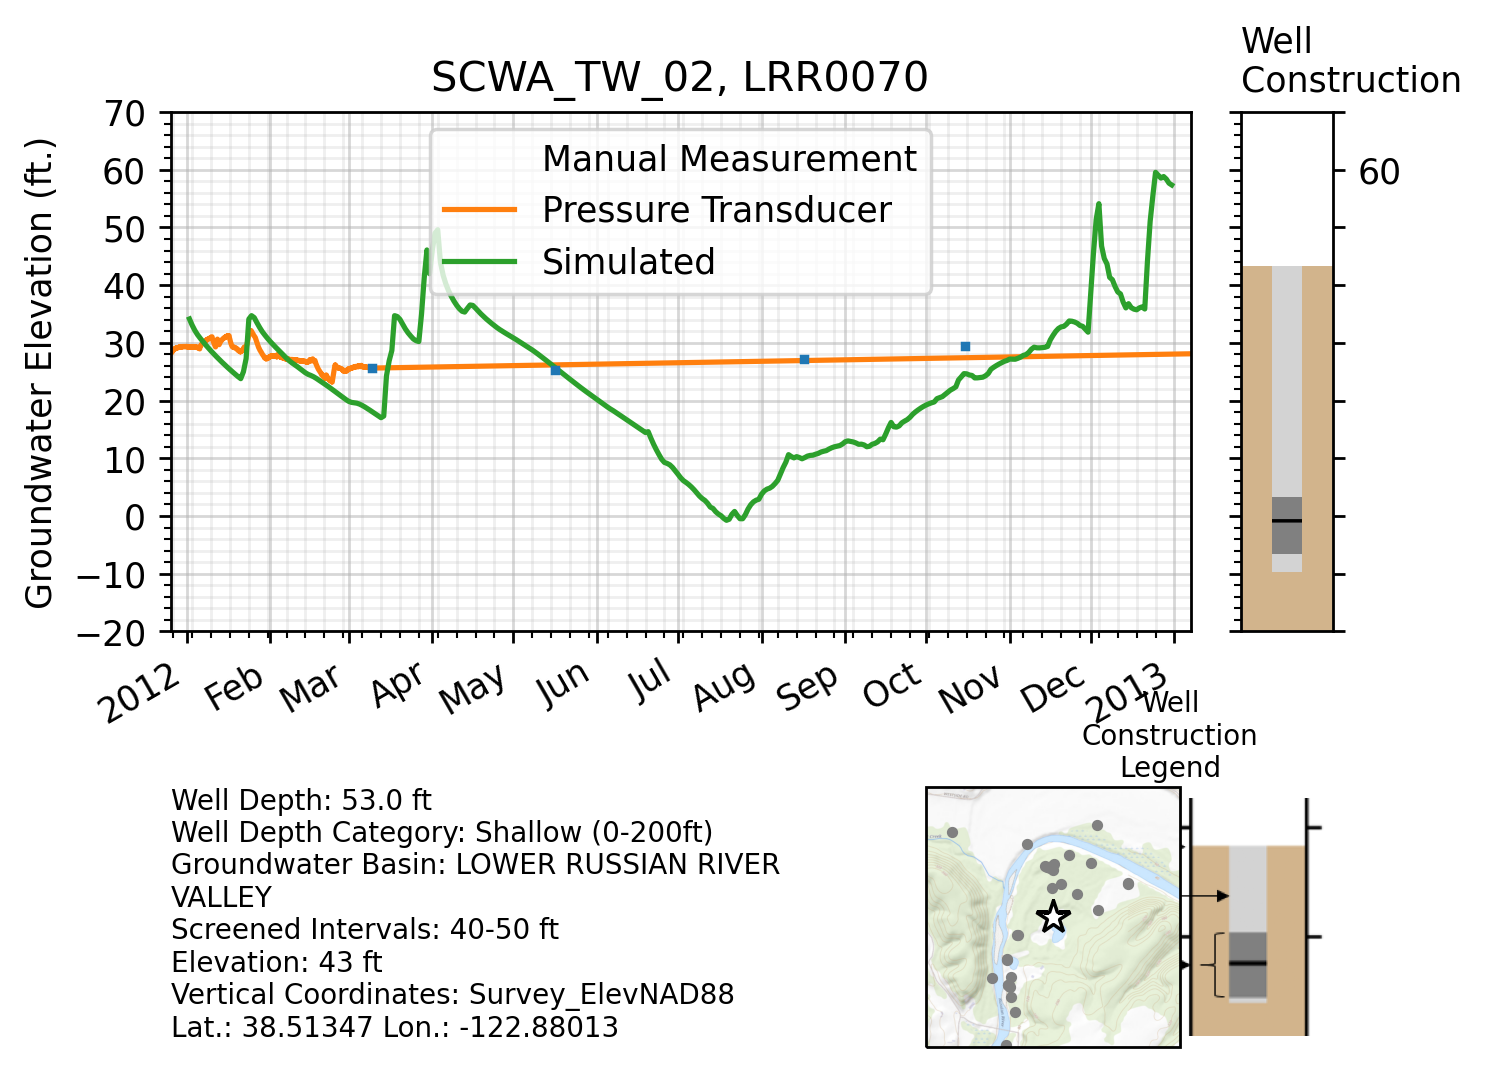 Well
Construction
SCWA_TW_02, LRR0070
Groundwater Elevation (ft.)
70
60
50
40
30
20
10
0
−10
−20
Manual Measurement
Pressure Transducer
Simulated
60
2012
Feb
Mar
Apr
May
Jun
Jul
Aug
Sep
Oct
Nov
Dec
2013
Well
Construction
Legend
Well Depth: 53.0 ft
Well Depth Category: Shallow (0-200ft)
Groundwater Basin: LOWER RUSSIAN RIVER
VALLEY
Screened Intervals: 40-50 ft
Elevation: 43 ft
Vertical Coordinates: Survey_ElevNAD88
Lat.: 38.51347 Lon.: -122.88013